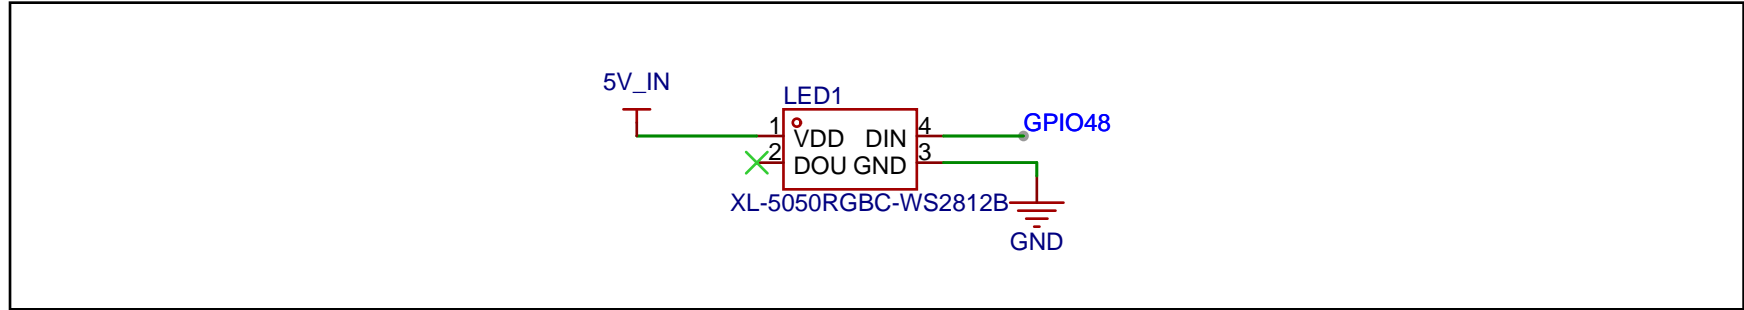 5V_IN
LED1
1
VDD
DIN
4
GPIO48
2
DOU
GND
3
XL-5050RGBC-WS2812B
GND